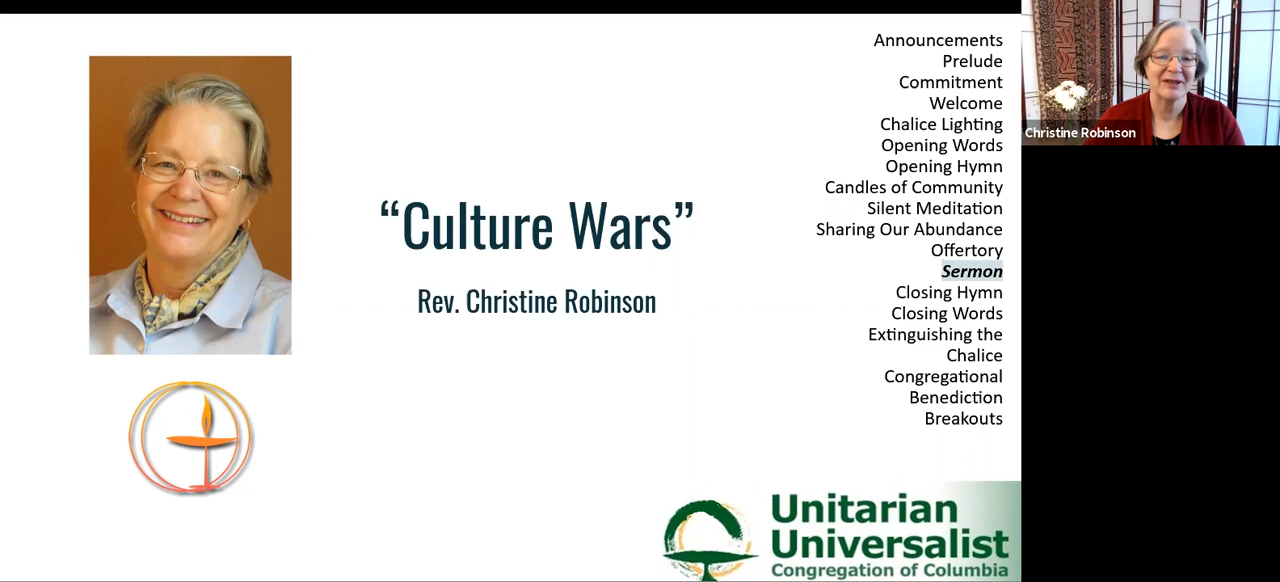 “Culture Wars”
Rev. Christine Robinson
Announcements
Prelude
Commitment
Welcome
Chalice Lighting
Opening Words
Opening Hymn
Candles of Community
Silent Meditation
Sharing Our Abundance
Offertory
Sermon
Closing Hymn
Closing Words
Extinguishing the
Chalice
Congregational
Benediction
Breakouts
Christine Robinson
Unitarian
Universalist
Congregation of Columbia